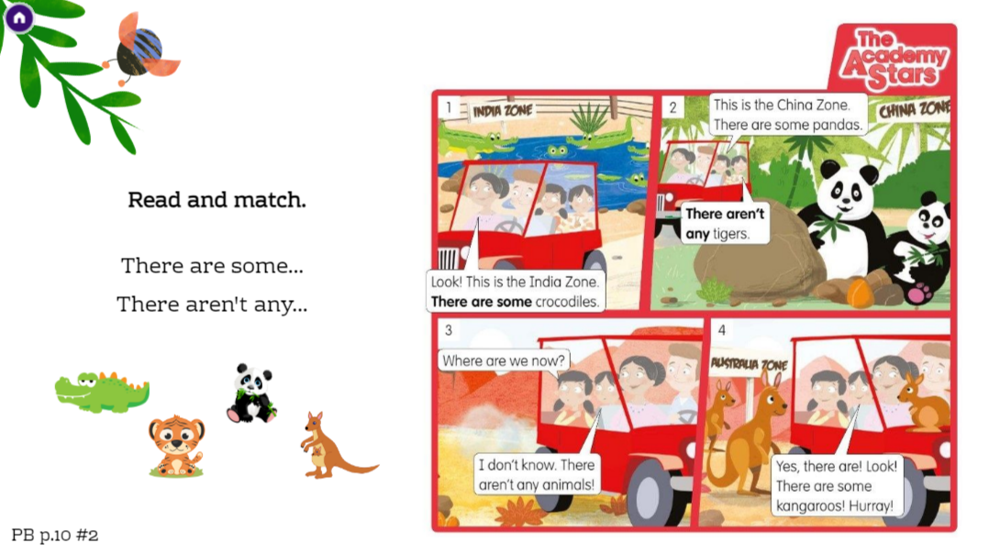 Read and match.
There are some...
There aren't any...
PB p.10 #2
The
Academy
Stars
1
INDIA ZONE
Look! This is the India Zone.
There are some crocodiles.
2
This is the China Zone.
There are some pandas.
CHINA ZONE
There aren't
any tigers.
3
Where are we now?
I don't know. There
aren't any animals!
4
AUSTRALIA ZONE
Yes, there are! Look!
There are some
kangaroos! Hurray!